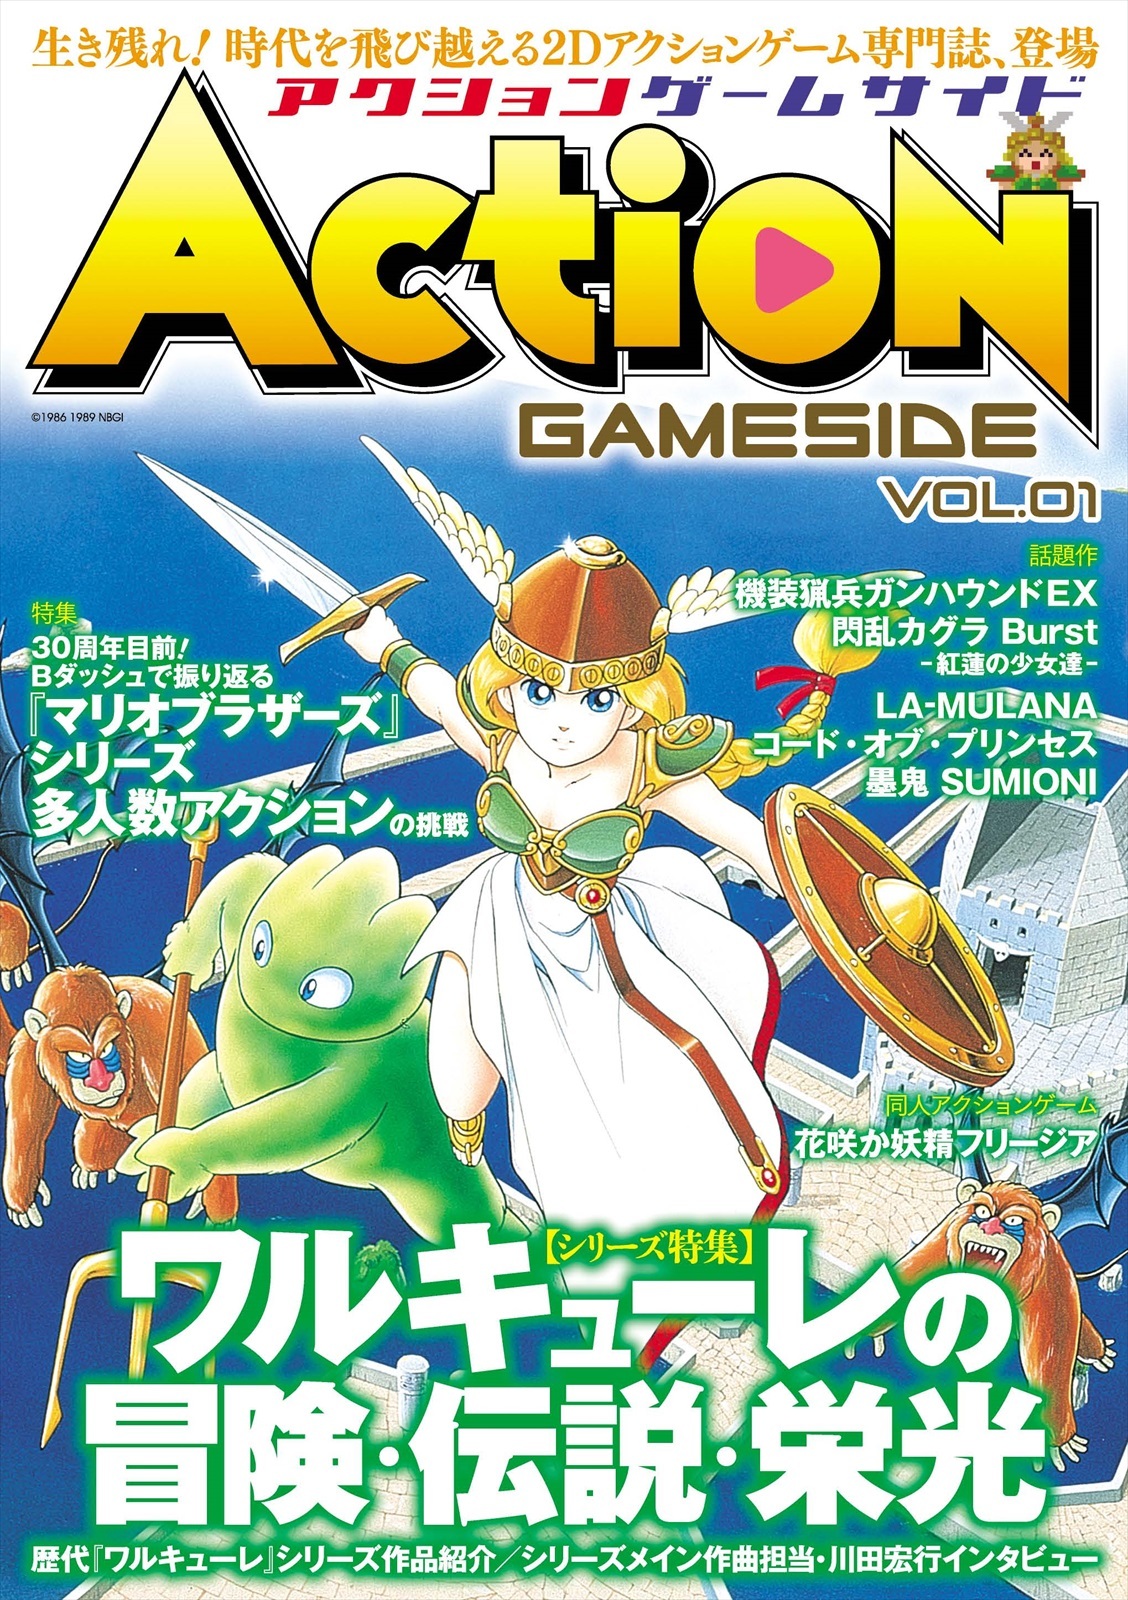 生き残れ! 時代を飛び越える2Dアクションゲーム専門誌、登場
アクションゲームサイド
Action
GAMESIDE
VOL.01
©1986 1989 NBGI
特集
30周年目前!
Bダッシュで振り返る
『マリオブラザーズ』
シリーズ
多人数アクションの挑戦
話題作
機装猟兵ガンハウンドEX
閃乱カグラ Burst
-紅蓮の少女達-
LA-MULANA
コード・オブ・プリンセス
墨鬼 SUMIONI
同人アクションゲーム
花咲か妖精フリージア
【シリーズ特集】
ワルキューレの
冒険・伝説・栄光
歴代『ワルキューレ』シリーズ作品紹介／シリーズメイン作曲担当・川田宏行インタビュー